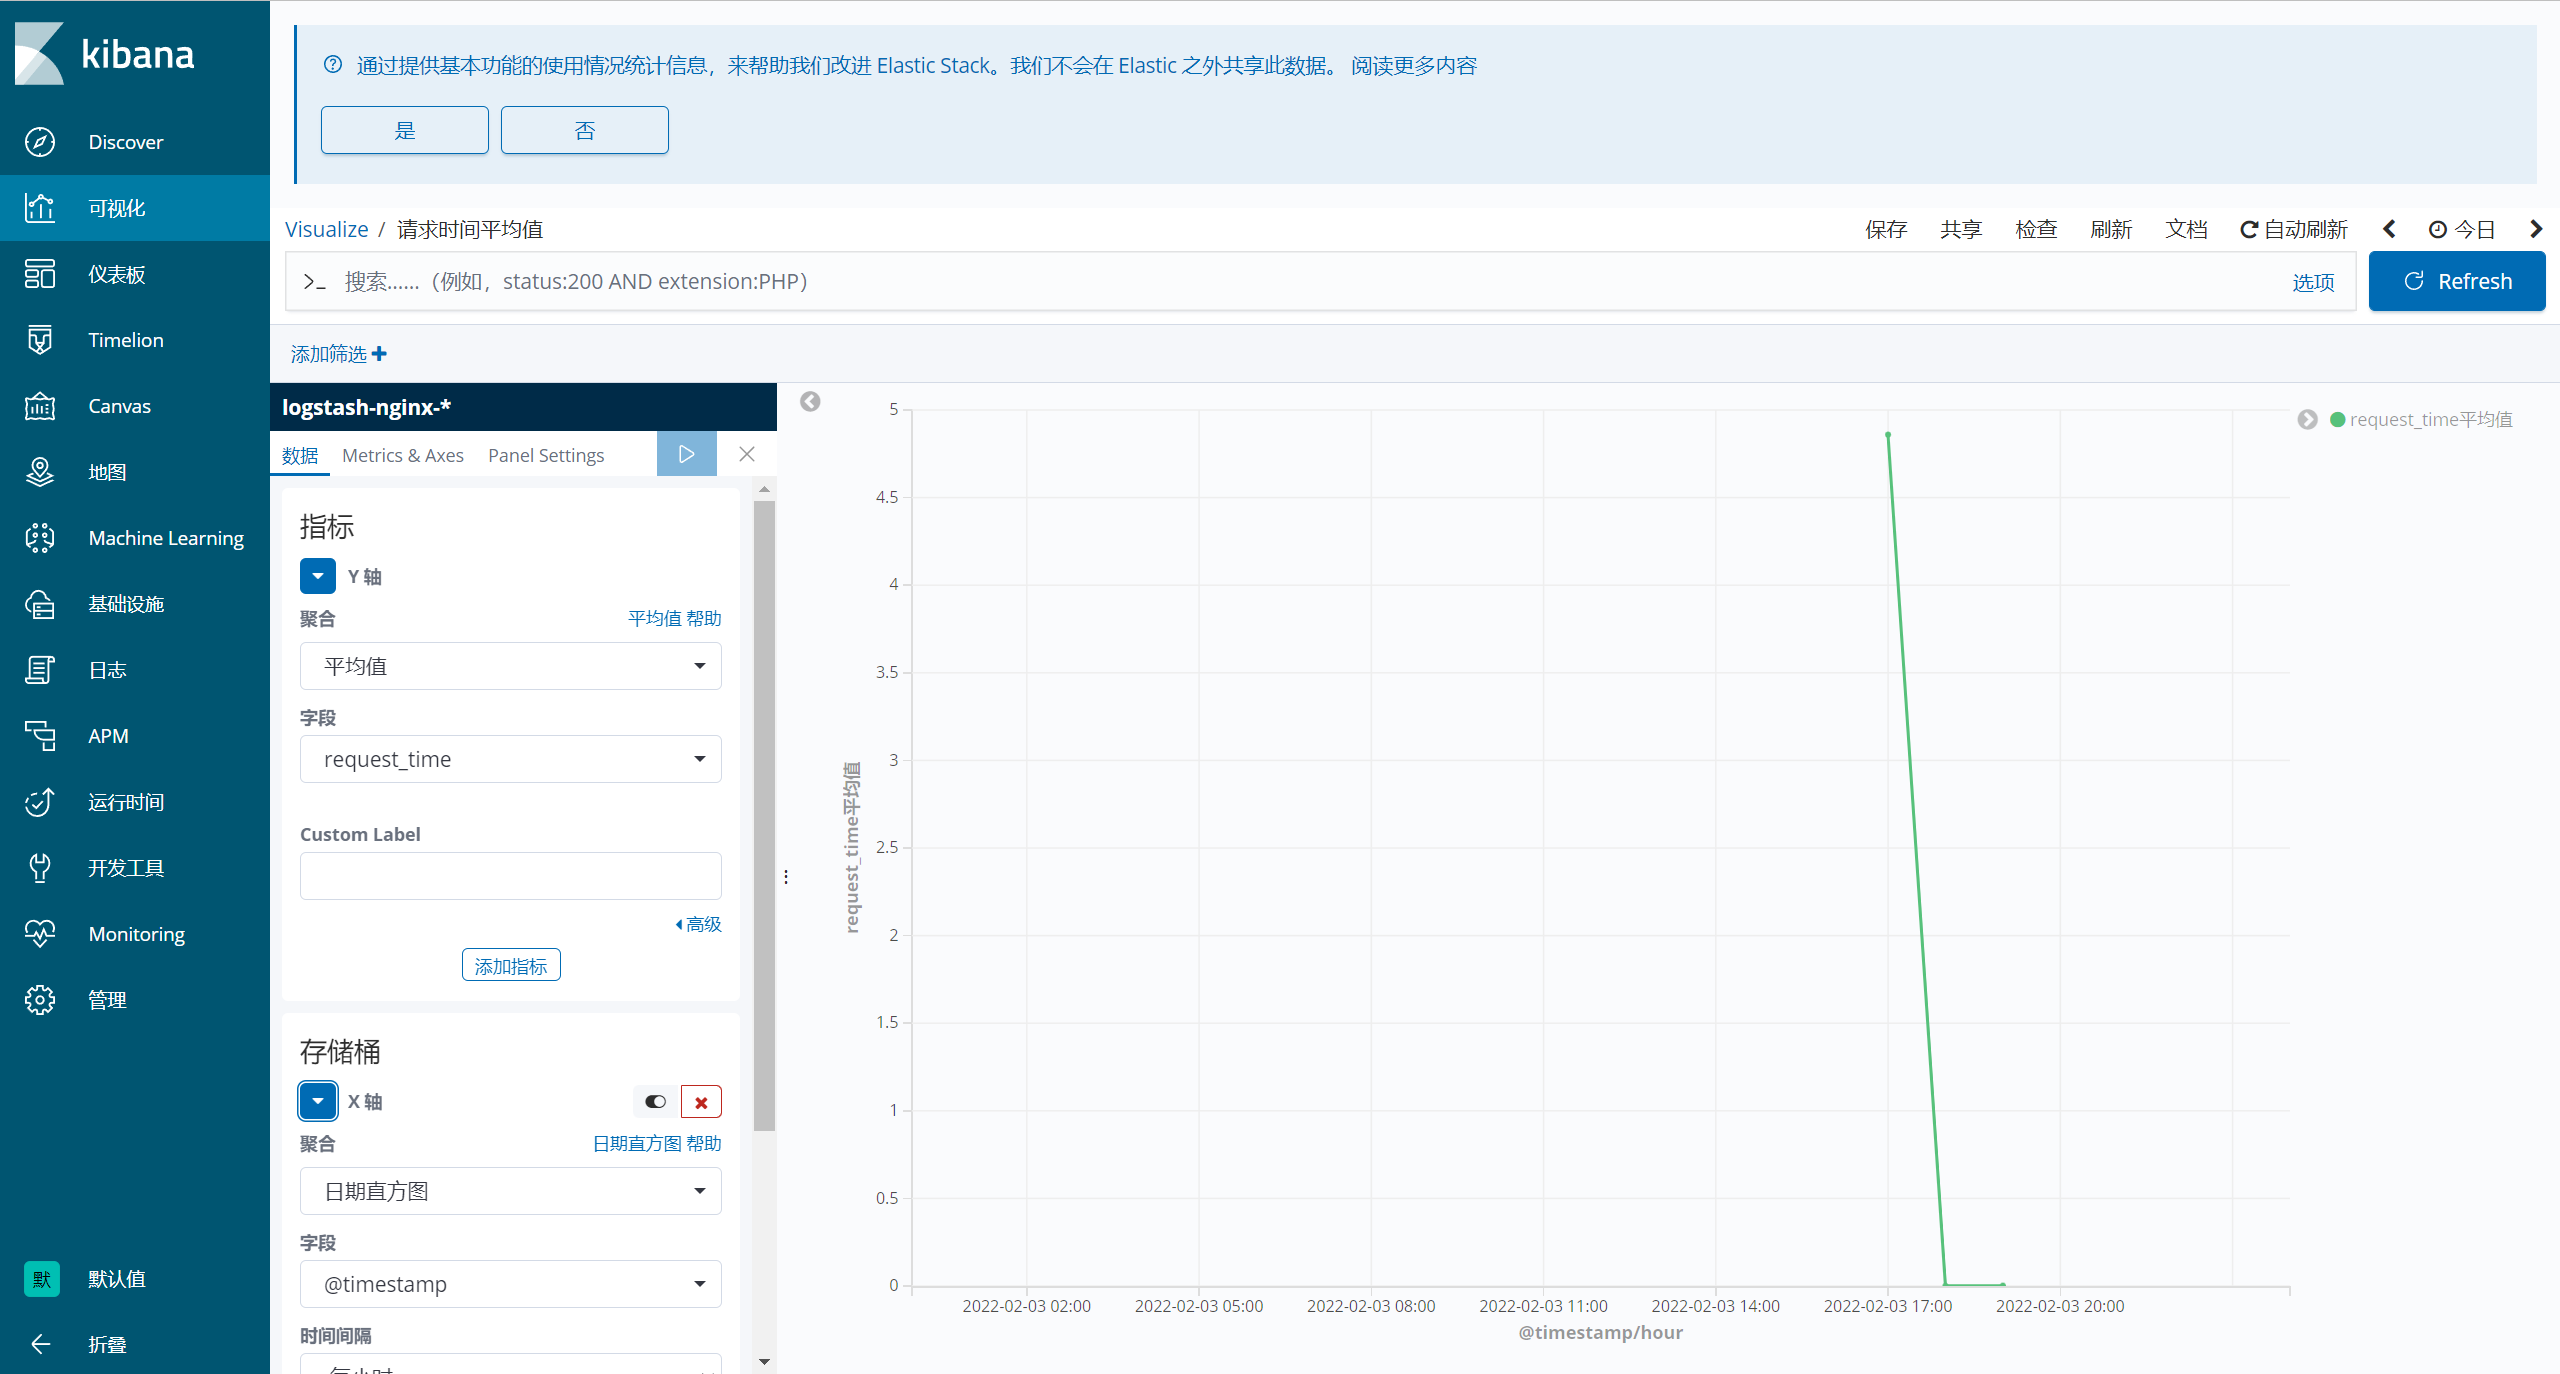 kibana
Discover
可视化
仪表板
Timelion
Canvas
地图
Machine Learning
基础设施
日志
APM
运行时间
开发工具
Monitoring
管理
默 默认值
折叠
通过提供基本功能的使用情况统计信息，来帮助我们改进 Elastic Stack。我们不会在 Elastic 之外共享此数据。 阅读更多内容
是 否
Visualize / 请求时间平均值
保存 共享 检查 刷新 文档 自动刷新 今日
>_ 搜索……（例如，status:200 AND extension:PHP）
选项 Refresh
添加筛选
logstash-nginx-*
数据 Metrics & Axes Panel Settings
指标
Y 轴
聚合 平均值 帮助
平均值
字段
request_time
Custom Label
高级
添加指标
存储桶
X 轴
聚合 日期直方图 帮助
日期直方图
字段
@timestamp
时间间隔
每小时
request_time平均值
5
4.5
4
3.5
3
2.5
2
1.5
1
0.5
0
2022-02-03 02:00 2022-02-03 05:00 2022-02-03 08:00 2022-02-03 11:00 2022-02-03 14:00 2022-02-03 17:00 2022-02-03 20:00
@timestamp/hour
request_time平均值